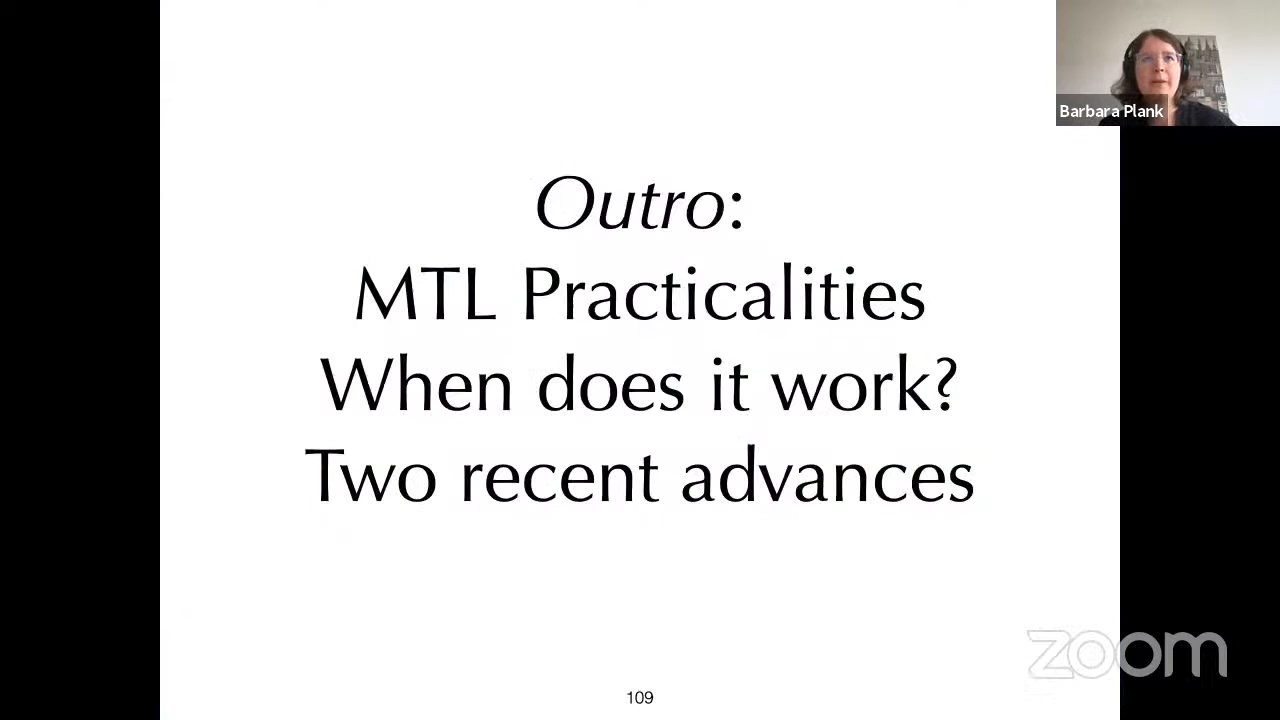 Barbara Plank
Outro:
MTL Practicalities
When does it work?
Two recent advances
zoom
109